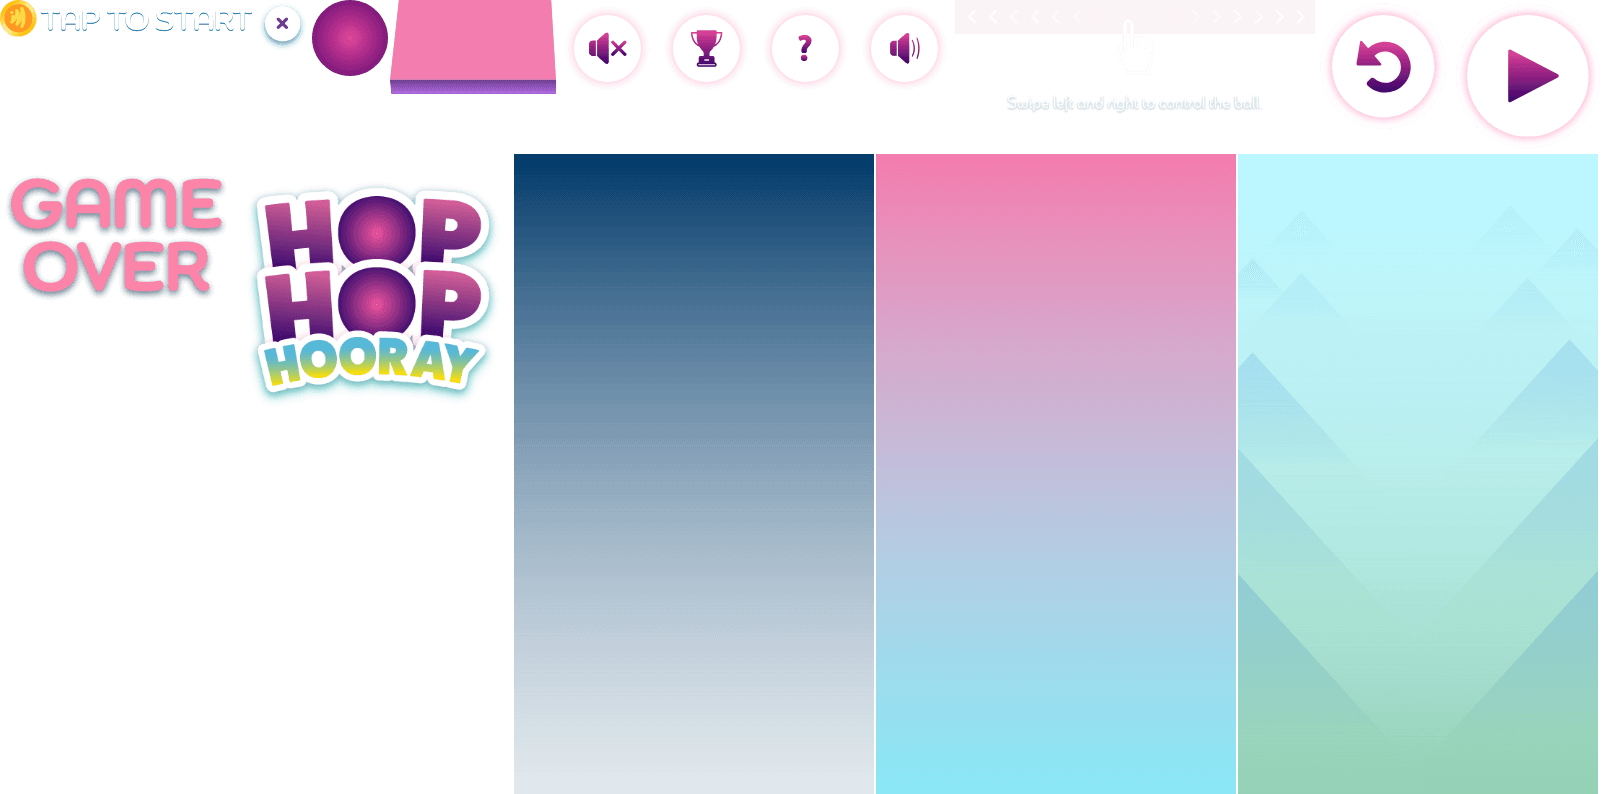 TAP TO START
Swipe left and right to control the ball.
?
GAME
OVER
HOP
HOP
HOORAY